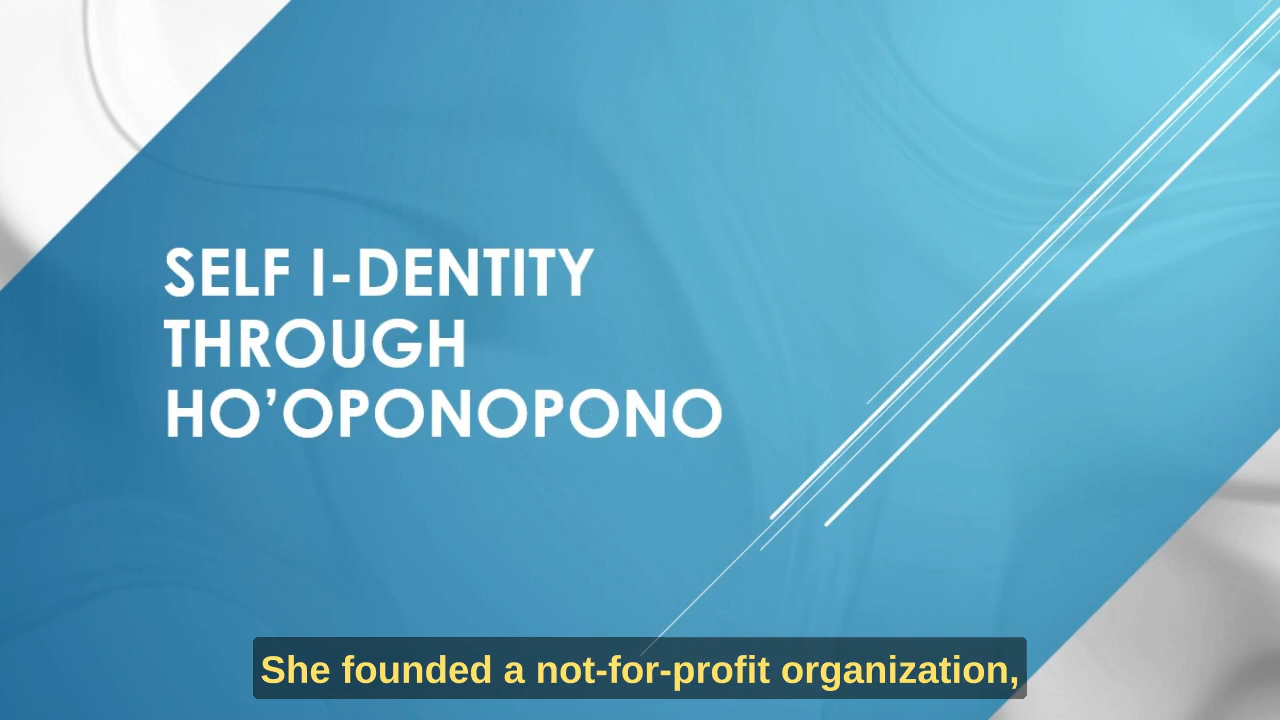 SELF I-DENTITY
THROUGH
HO’OPONOPONO
She founded a not-for-profit organization,